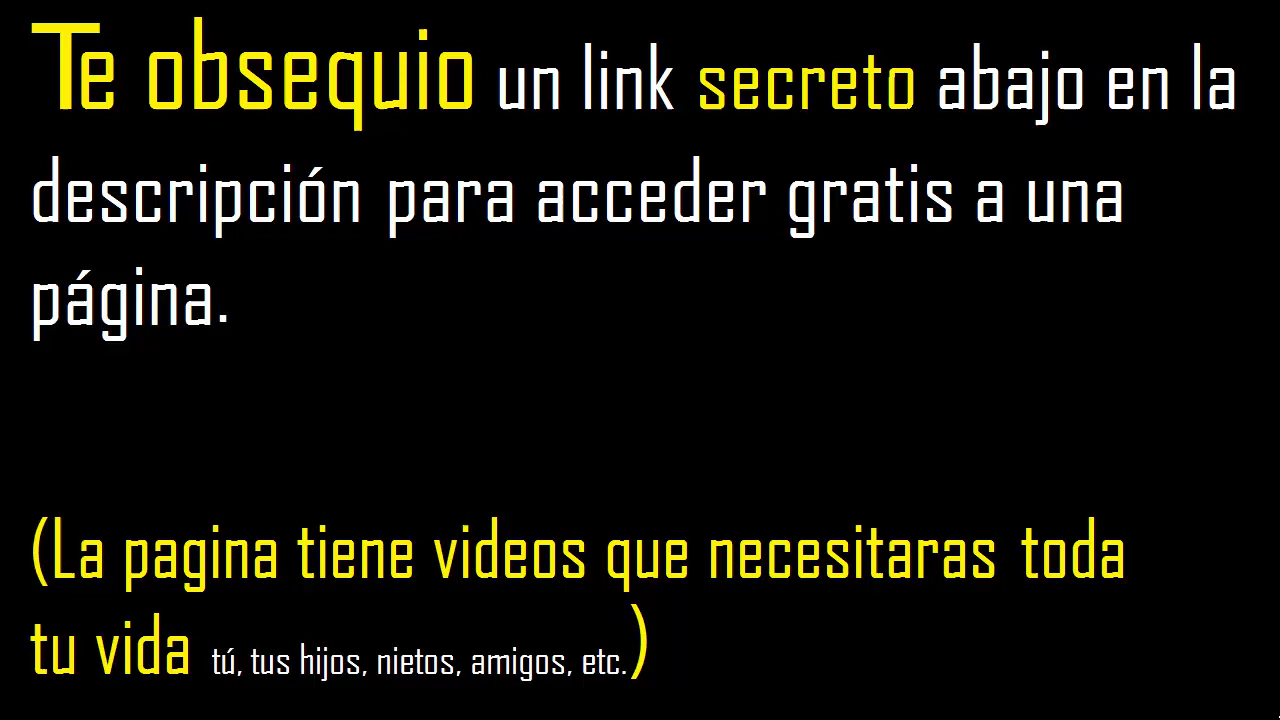 Te obsequio un link secreto abajo en la
descripción para acceder gratis a una
página.
(La pagina tiene videos que necesitaras toda
tu vida tú, tus hijos, nietos, amigos, etc.)